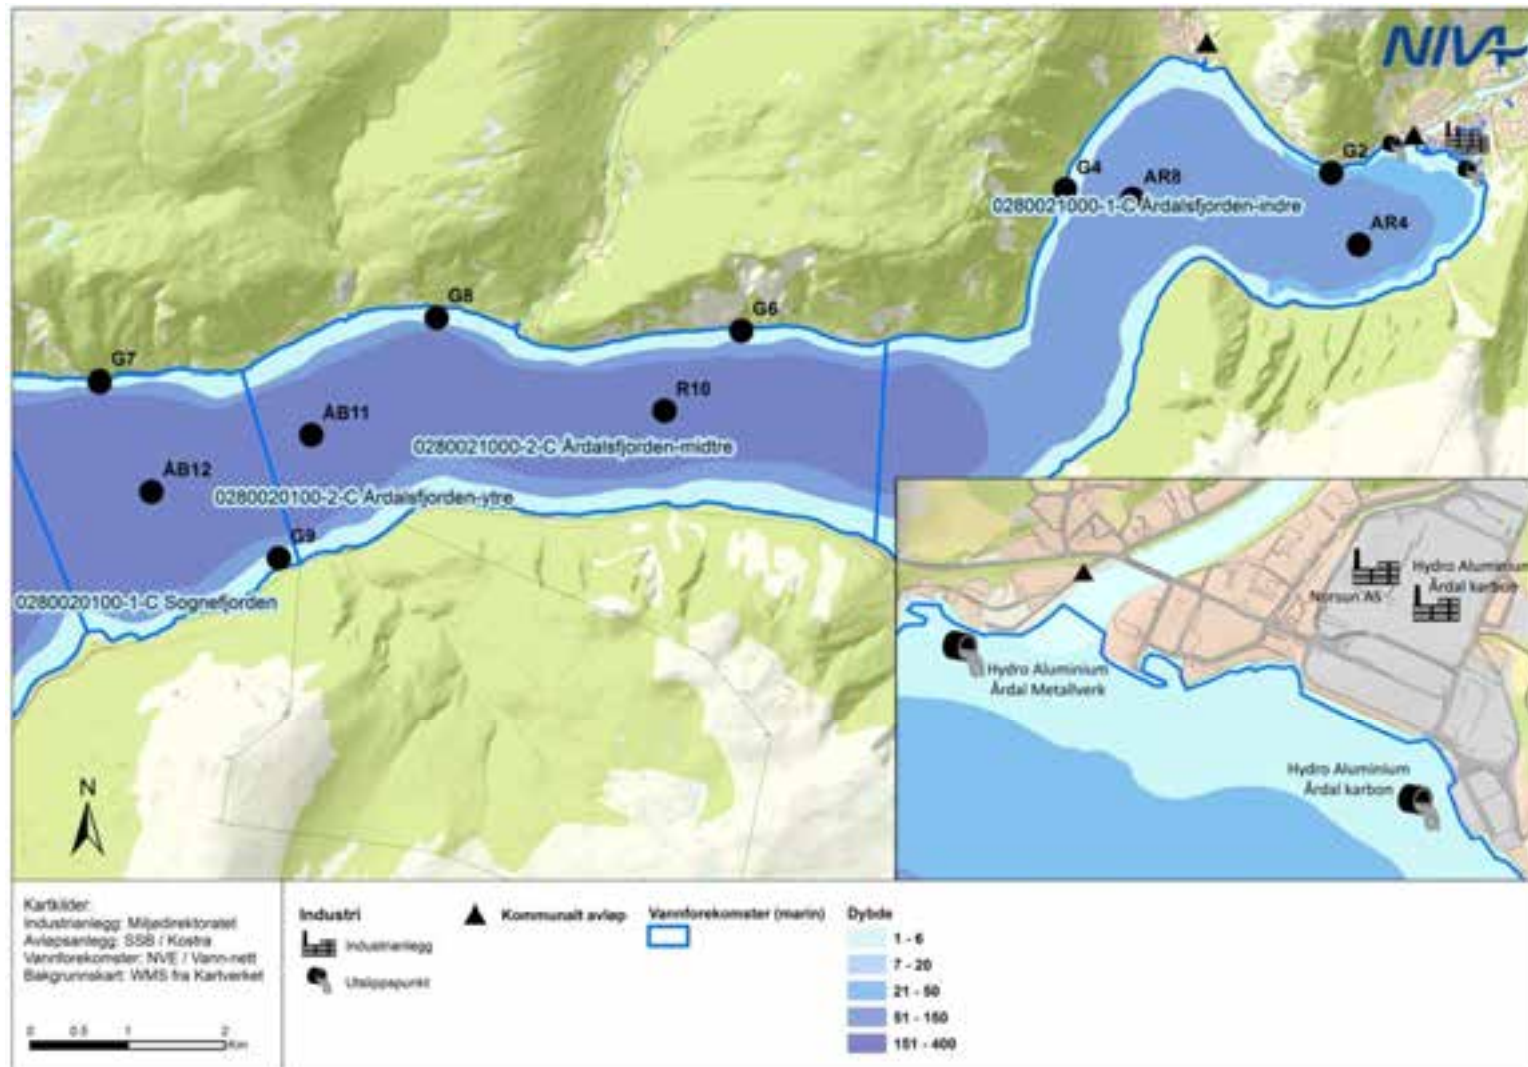 NIVA
G2
G4
AR8
0280021000-1-C Årdalsfjorden-indre
AR4
G8
G6
G7
R10
ÅB11
0280021000-2-C Årdalsfjorden-midtre
ÅB12
0280020100-2-C Årdalsfjorden-ytre
G9
0280020100-1-C Sognefjorden
N
Hydro Aluminium
Årdal karbon
Norsun AS
Hydro Aluminium
Årdal Metallverk
Hydro Aluminium
Årdal karbon
Kartkilder:
Industrianlegg: Miljødirektoratet
Avløpsanlegg: SSB / Kostra
Vannforekomster: NVE / Vann-nett
Bakgrunnskart: WMS fra Kartverket
0 0.5 1 2
Km
Industri
Industrianlegg
Utslippspunkt
Kommunalt avløp
Vannforekomster (marin)
Dybde
1 - 6
7 - 20
21 - 50
51 - 150
151 - 400